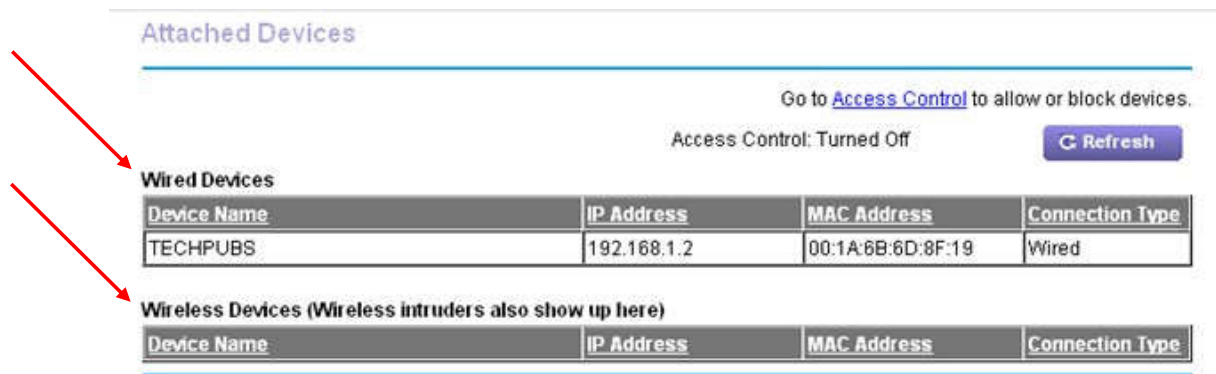 Attached Devices
Go to Access Control to allow or block devices.
Access Control: Turned Off
Refresh
Wired Devices
Device Name IP Address MAC Address Connection Type
TECHPUBS 192.168.1.2 00:1A:6B:6D:8F:19 Wired
Wireless Devices (Wireless intruders also show up here)
Device Name IP Address MAC Address Connection Type